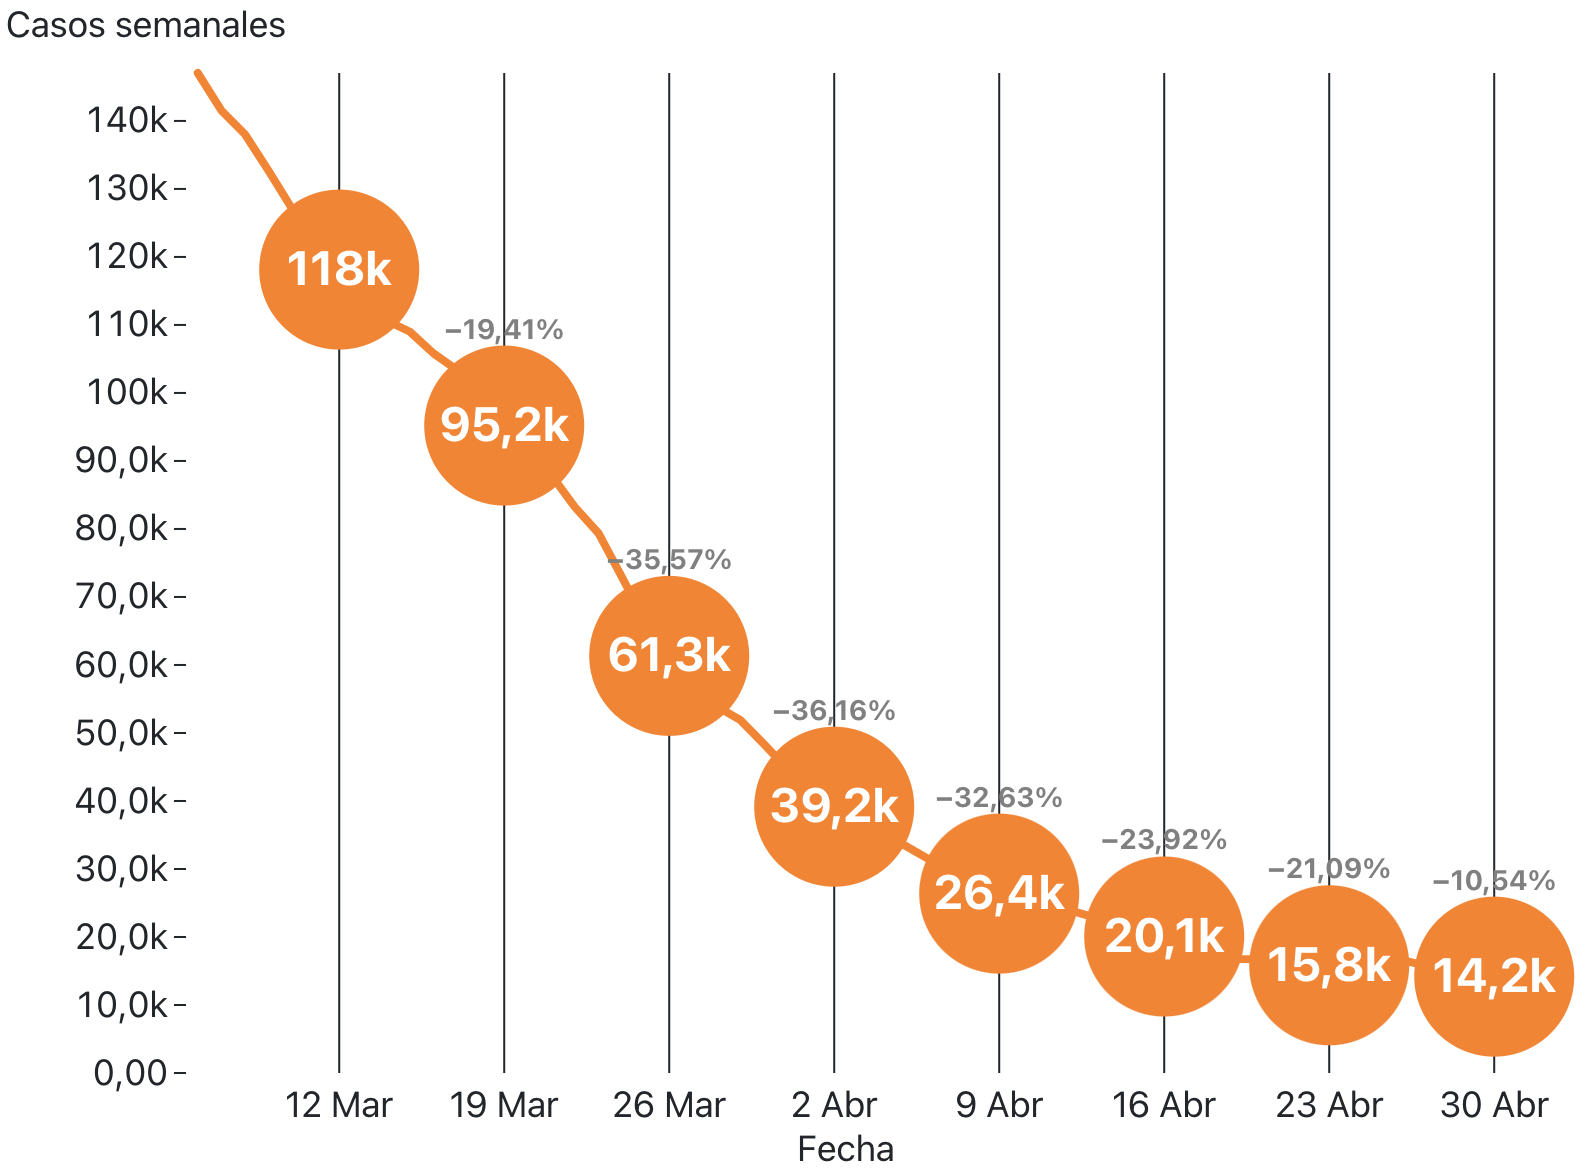 Casos semanales
140k
130k
120k
110k
100k
90,0k
80,0k
70,0k
60,0k
50,0k
40,0k
30,0k
20,0k
10,0k
0,00
118k
−19,41%
95,2k
−35,57%
61,3k
−36,16%
39,2k
−32,63%
26,4k
−23,92%
20,1k
−21,09%
15,8k
−10,54%
14,2k
12 Mar
19 Mar
26 Mar
2 Abr
9 Abr
16 Abr
23 Abr
30 Abr
Fecha